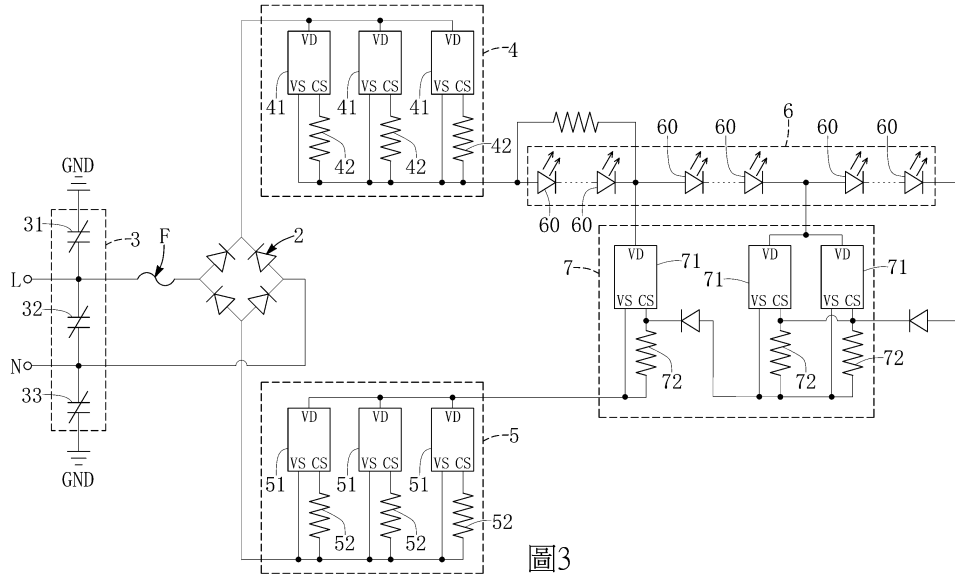 VD VD VD
4
VS CS VS CS VS CS
41 41 41
42 42 42
6
60 60 60 60
60 60
GND
31
3 F 2
L
32
N
33
GND
7
VD VD VD
71 71 71
VS CS VS CS VS CS
72 72 72
VD VD VD
5
VS CS VS CS VS CS
51 51 51
52 52 52
圖3